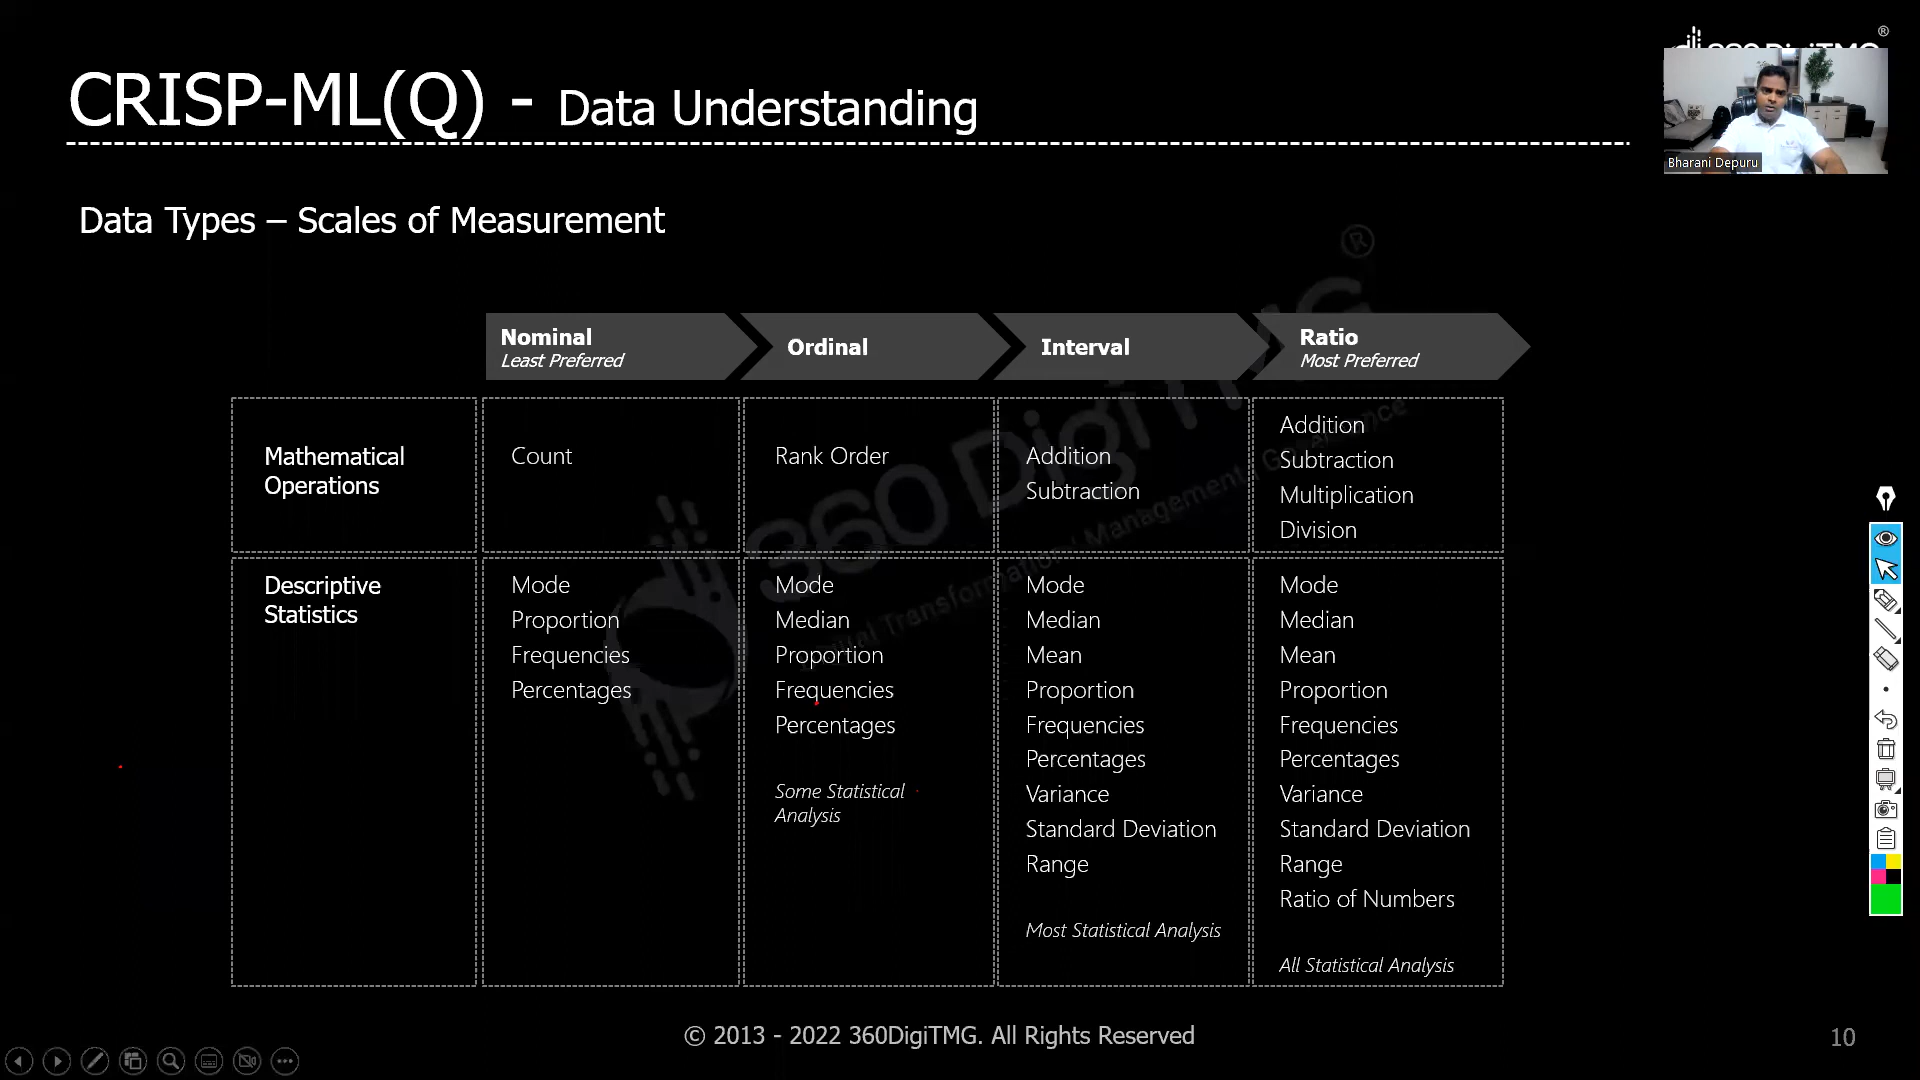 360DigiTMG ®
CRISP-ML(Q) - Data Understanding
Bharani Depuru
Data Types – Scales of Measurement
Nominal
Least Preferred
Ordinal
Interval
Ratio
Most Preferred
Mathematical
Operations
Count
Rank Order
Addition
Subtraction
Addition
Subtraction
Multiplication
Division
Descriptive
Statistics
Mode
Proportion
Frequencies
Percentages
Mode
Median
Proportion
Frequencies
Percentages
Some Statistical
Analysis
Mode
Median
Mean
Proportion
Frequencies
Percentages
Variance
Standard Deviation
Range
Most Statistical Analysis
Mode
Median
Mean
Proportion
Frequencies
Percentages
Variance
Standard Deviation
Range
Ratio of Numbers
All Statistical Analysis
360DigiTMG ®
© 2013 - 2022 360DigiTMG. All Rights Reserved
10